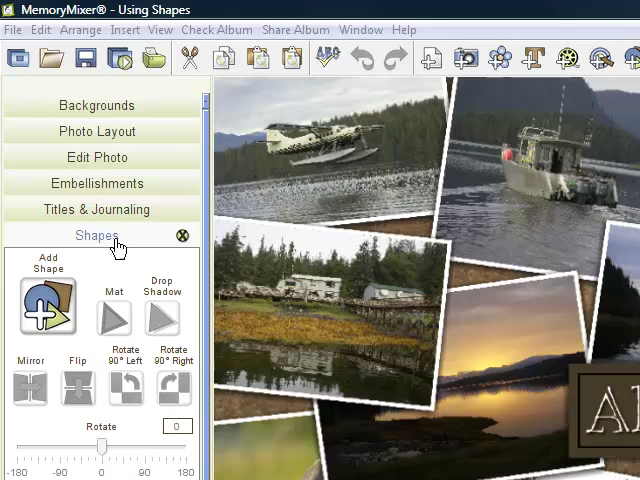 MemoryMixer® - Using Shapes
File Edit Arrange Insert View Check Album Share Album Window Help
ABC
Backgrounds
Photo Layout
Edit Photo
Embellishments
Titles & Journaling
Shapes
Add
Shape
Mat
Drop
Shadow
Mirror
Flip
Rotate
90° Left
Rotate
90° Right
Rotate
0
-180 -90 0 90 180